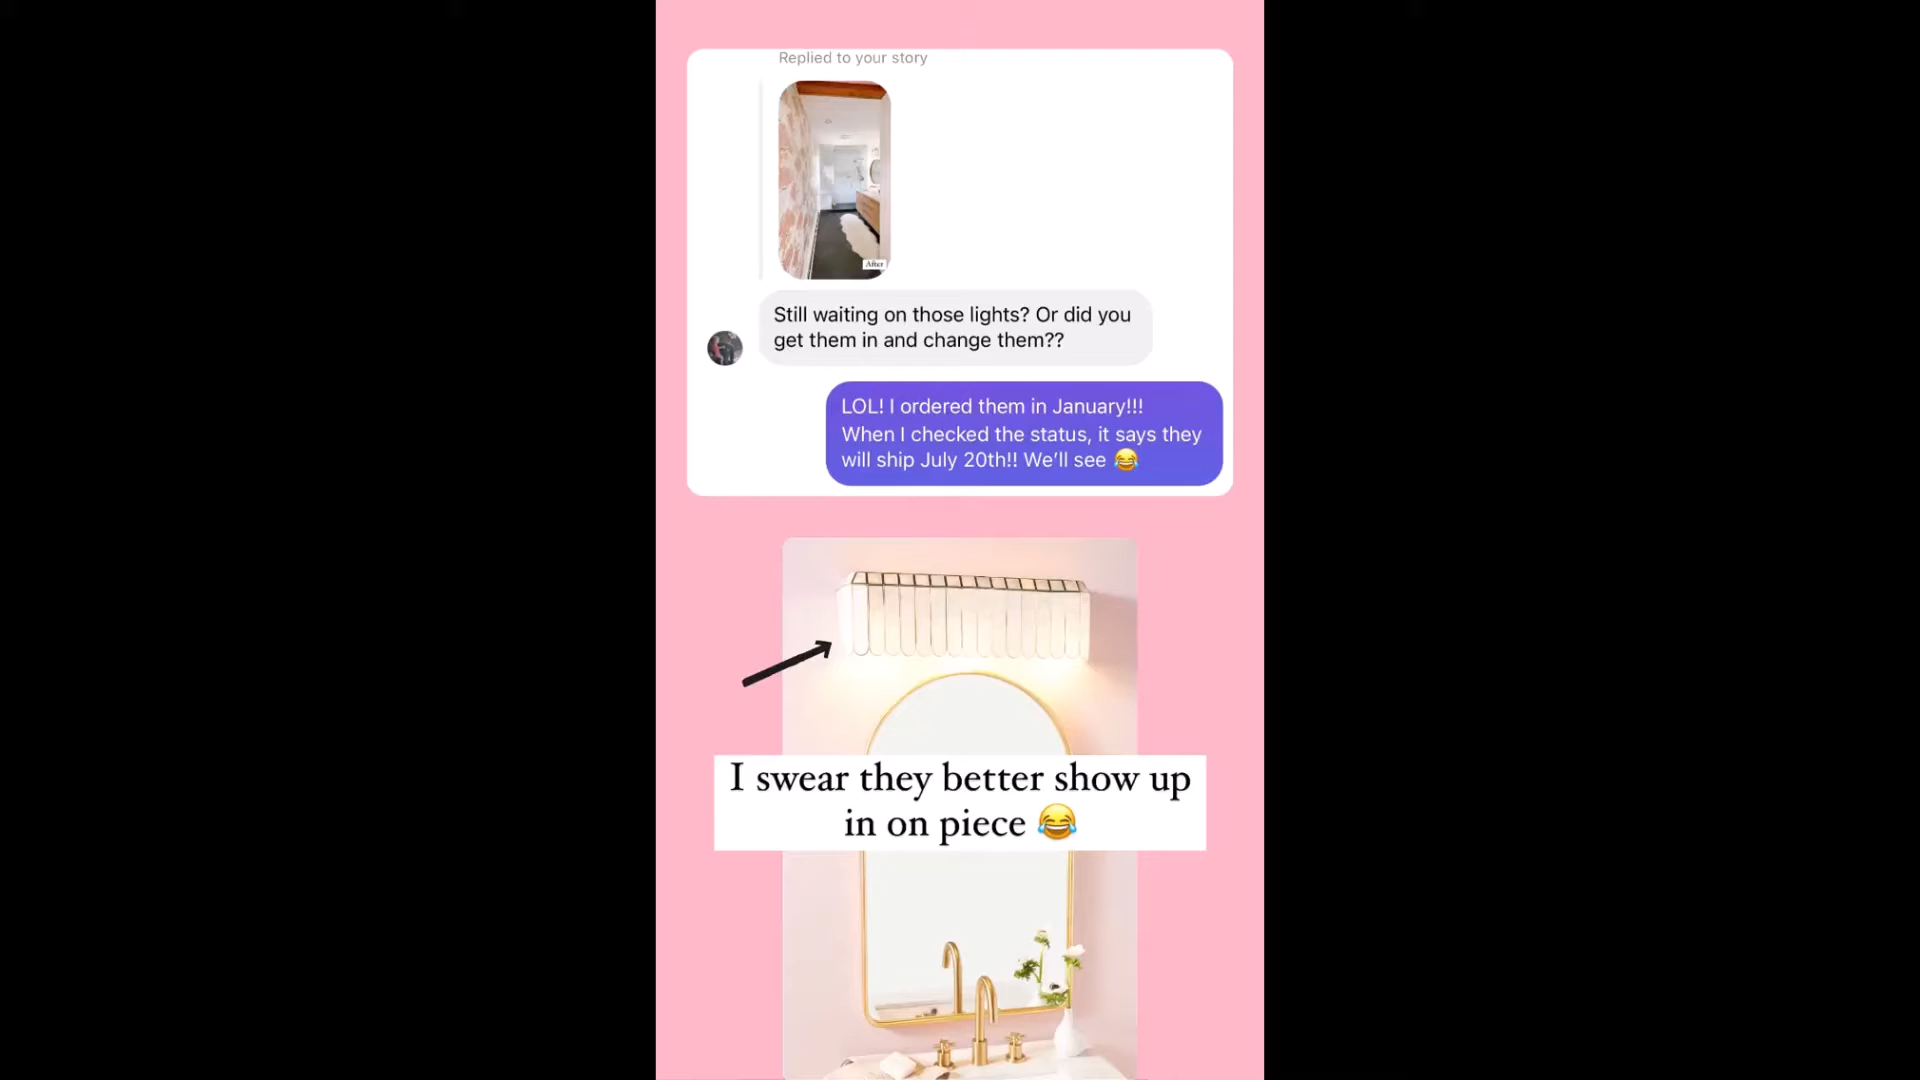 Replied to your story
After
Still waiting on those lights? Or did you
get them in and change them??
LOL! I ordered them in January!!!
When I checked the status, it says they
will ship July 20th!! We'll see 😂
I swear they better show up
in on piece 😂